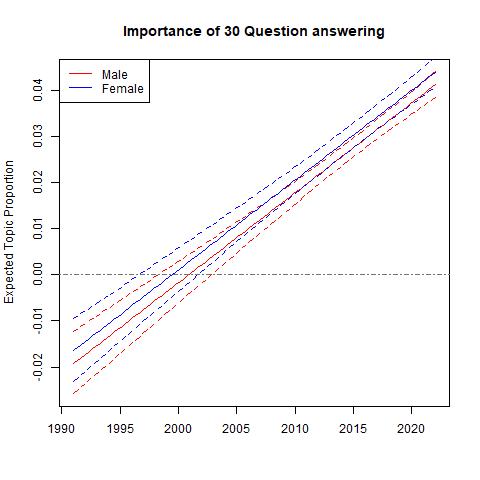 Importance of 30 Question answering
Male
Female
Expected Topic Proportion
0.04
0.03
0.02
0.01
0.00
-0.01
-0.02
1990 1995 2000 2005 2010 2015 2020